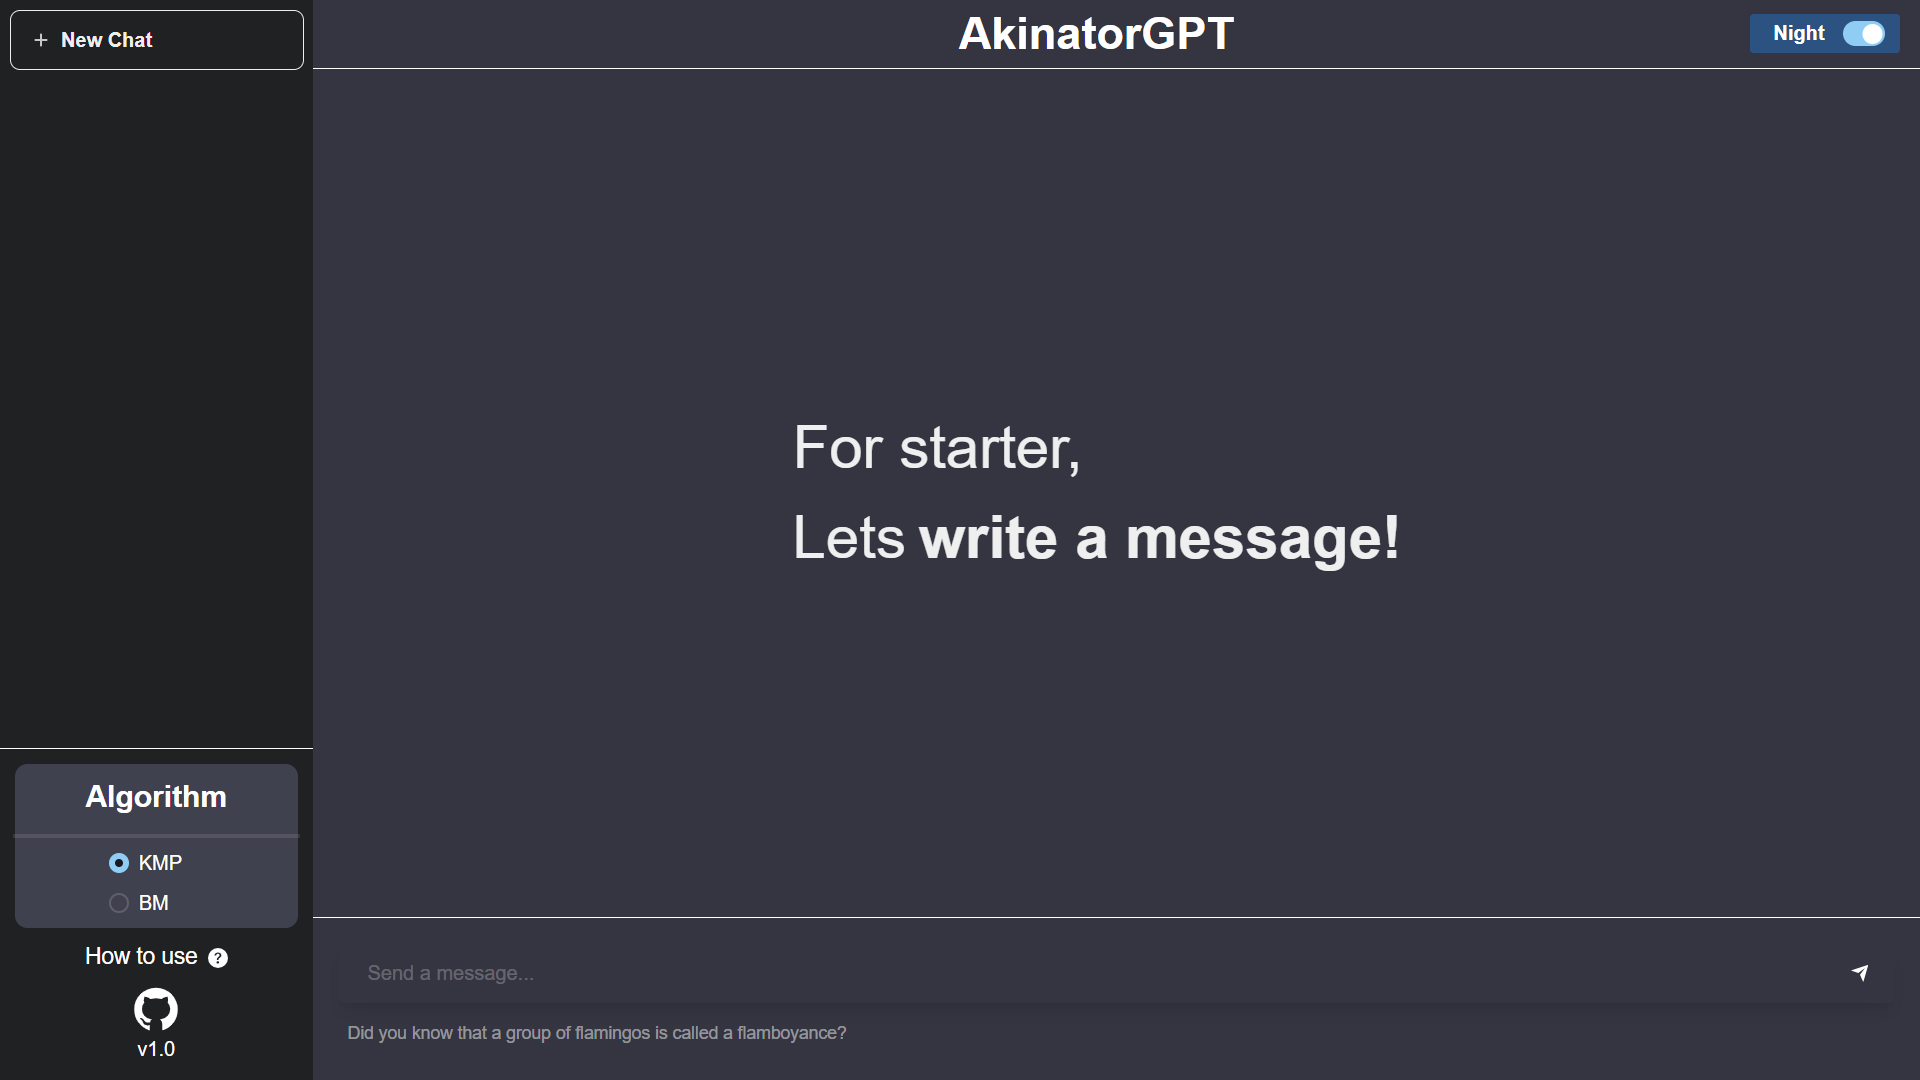 New Chat
AkinatorGPT
Night
For starter,
Lets write a message!
Algorithm
KMP
BM
How to use ?
v1.0
Send a message...
Did you know that a group of flamingos is called a flamboyance?